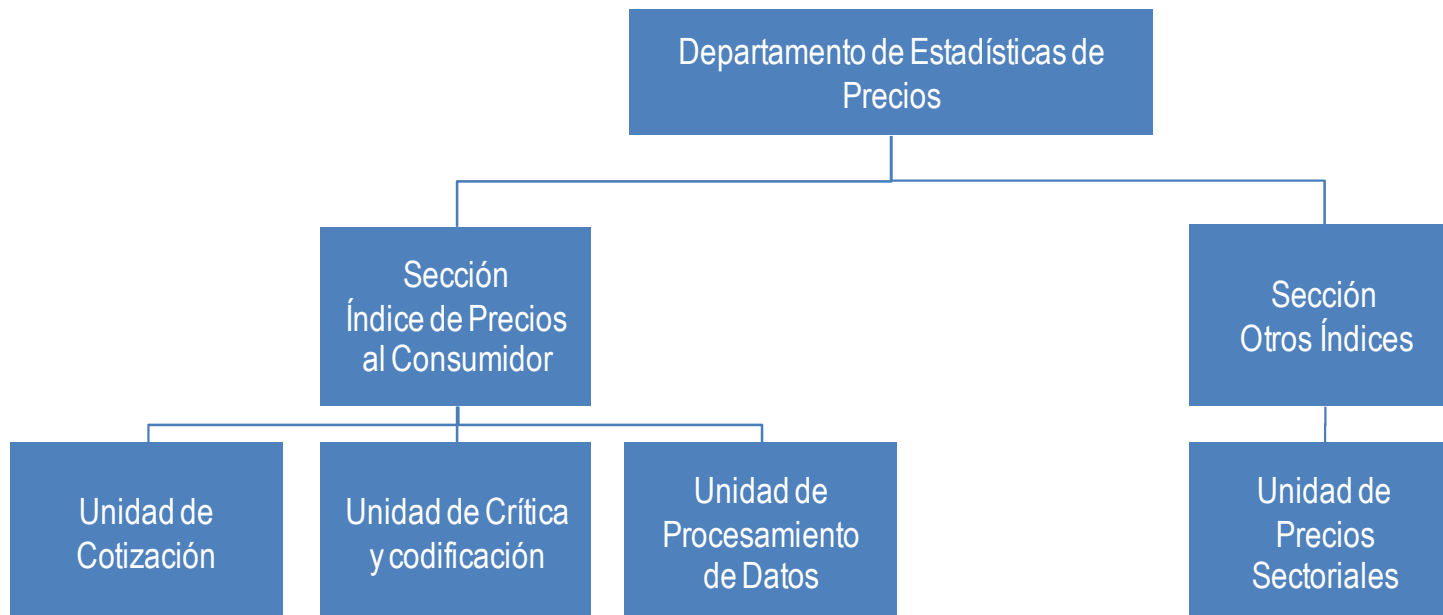 Departamento de Estadísticas de
Precios
Sección
Índice de Precios
al Consumidor
Sección
Otros Índices
Unidad de
Cotización
Unidad de Crítica
y codificación
Unidad de
Procesamiento
de Datos
Unidad de
Precios
Sectoriales